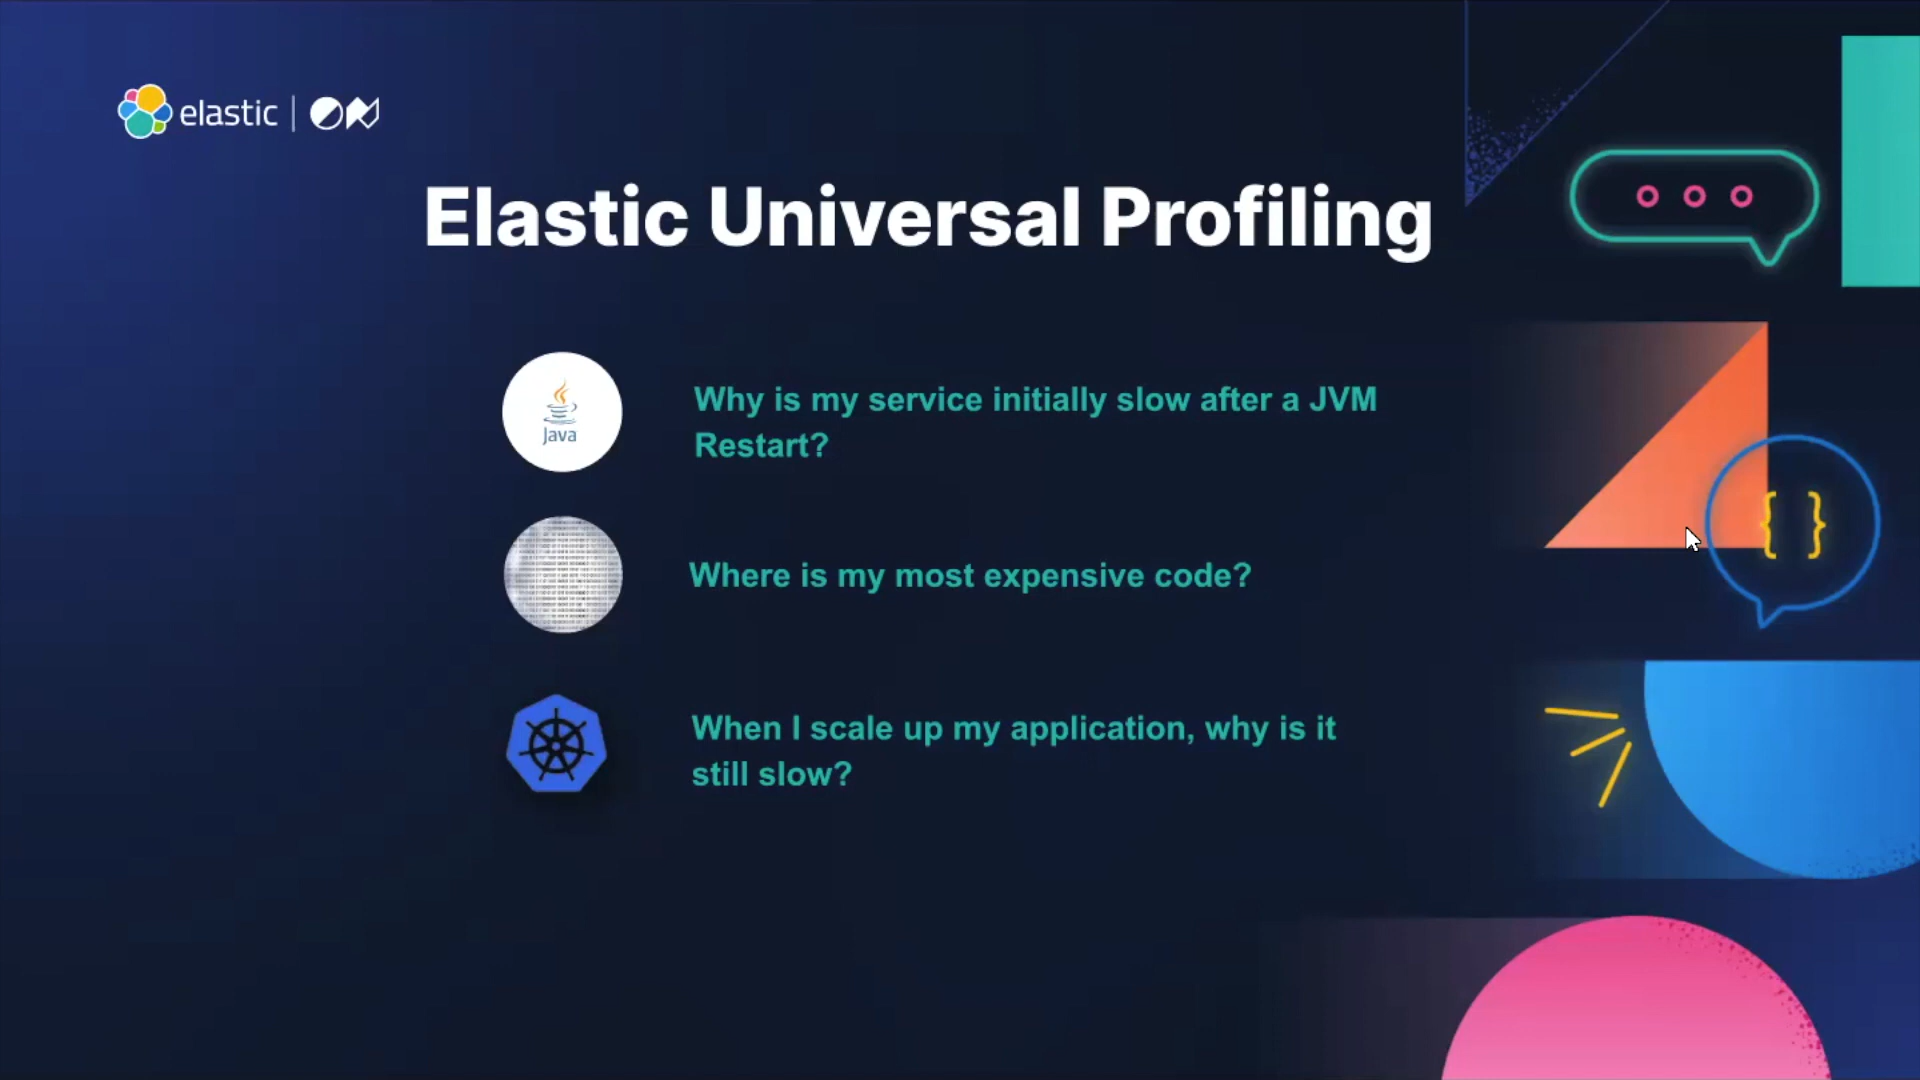 elastic | ON
Elastic Universal Profiling
Java
Why is my service initially slow after a JVM
Restart?
Where is my most expensive code?
{ }
When I scale up my application, why is it
still slow?